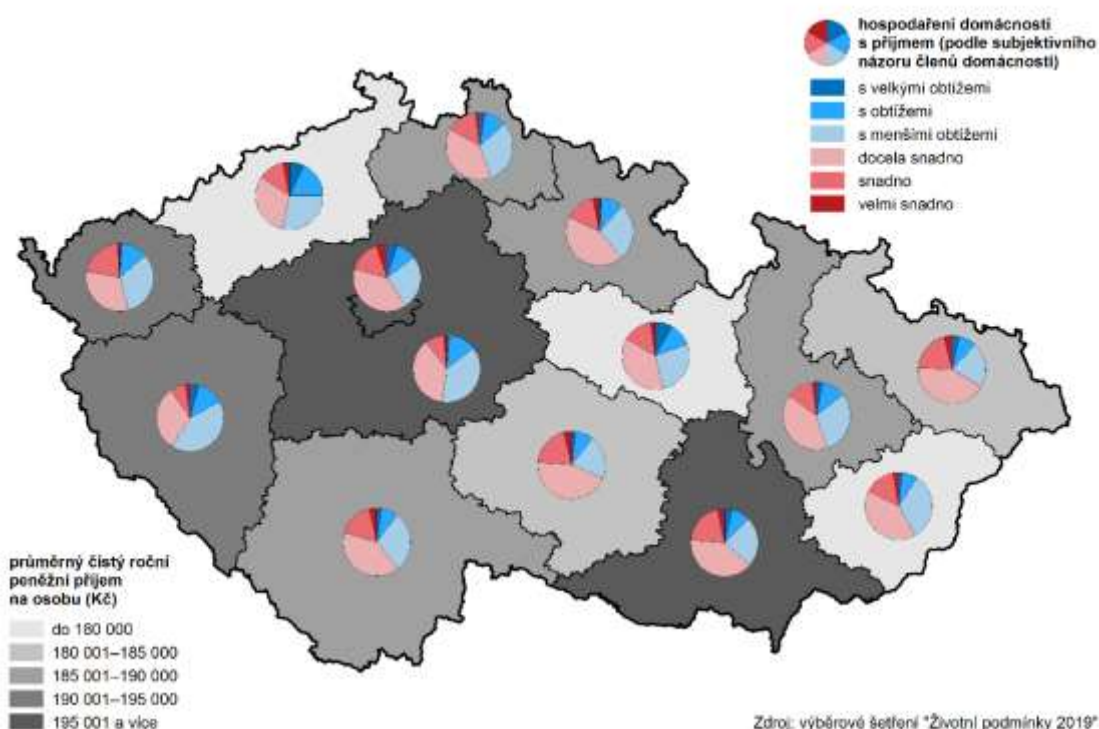 hospodaření domácností
s příjmem (podle subjektivního
názoru členů domácností)
s velkými obtížemi
s obtížemi
s menšími obtížemi
docela snadno
snadno
velmi snadno
průměrný čistý roční
peněžní příjem
na osobu (Kč)
do 180 000
180 001–185 000
185 001–190 000
190 001–195 000
195 001 a více
Zdroj: výběrové šetření "Životní podmínky 2019"